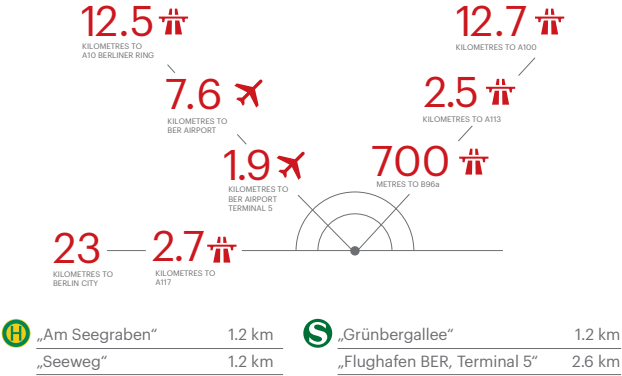 12.5
KILOMETRES TO
A10 BERLINER RING
12.7
KILOMETRES TO A100
7.6
KILOMETRES TO
BER AIRPORT
2.5
KILOMETRES TO A113
1.9
KILOMETRES TO
BER AIRPORT
TERMINAL 5
700
METRES TO B96a
23
KILOMETRES TO
BERLIN CITY
2.7
KILOMETRES TO
A117
H
„Am Seegraben“ 1.2 km
„Seeweg“ 1.2 km
S
„Grünbergallee“ 1.2 km
„Flughafen BER, Terminal 5“ 2.6 km